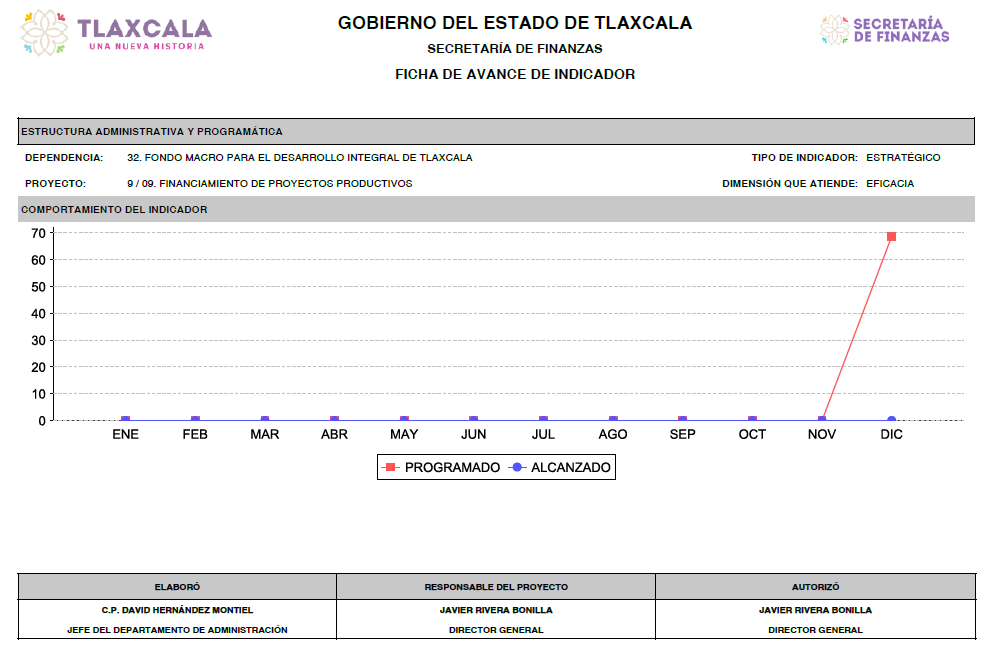 TLAXCALA
UNA NUEVA HISTORIA
GOBIERNO DEL ESTADO DE TLAXCALA
SECRETARÍA DE FINANZAS
FICHA DE AVANCE DE INDICADOR
SECRETARÍA
DE FINANZAS
ESTRUCTURA ADMINISTRATIVA Y PROGRAMÁTICA
DEPENDENCIA: 32. FONDO MACRO PARA EL DESARROLLO INTEGRAL DE TLAXCALA TIPO DE INDICADOR: ESTRATÉGICO
PROYECTO: 9 / 09. FINANCIAMIENTO DE PROYECTOS PRODUCTIVOS DIMENSIÓN QUE ATIENDE: EFICACIA
COMPORTAMIENTO DEL INDICADOR
70
60
50
40
30
20
10
0
ENE FEB MAR ABR MAY JUN JUL AGO SEP OCT NOV DIC
PROGRAMADO ALCANZADO
ELABORÓ RESPONSABLE DEL PROYECTO AUTORIZÓ
C.P. DAVID HERNÁNDEZ MONTIEL JAVIER RIVERA BONILLA JAVIER RIVERA BONILLA
JEFE DEL DEPARTAMENTO DE ADMINISTRACIÓN DIRECTOR GENERAL DIRECTOR GENERAL